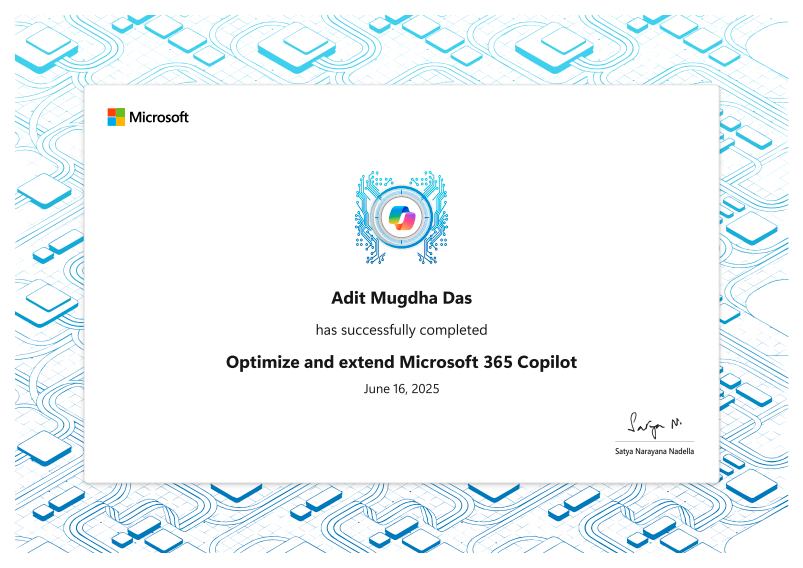 Microsoft
Adit Mugdha Das
has successfully completed
Optimize and extend Microsoft 365 Copilot
June 16, 2025
Satya N.
Satya Narayana Nadella